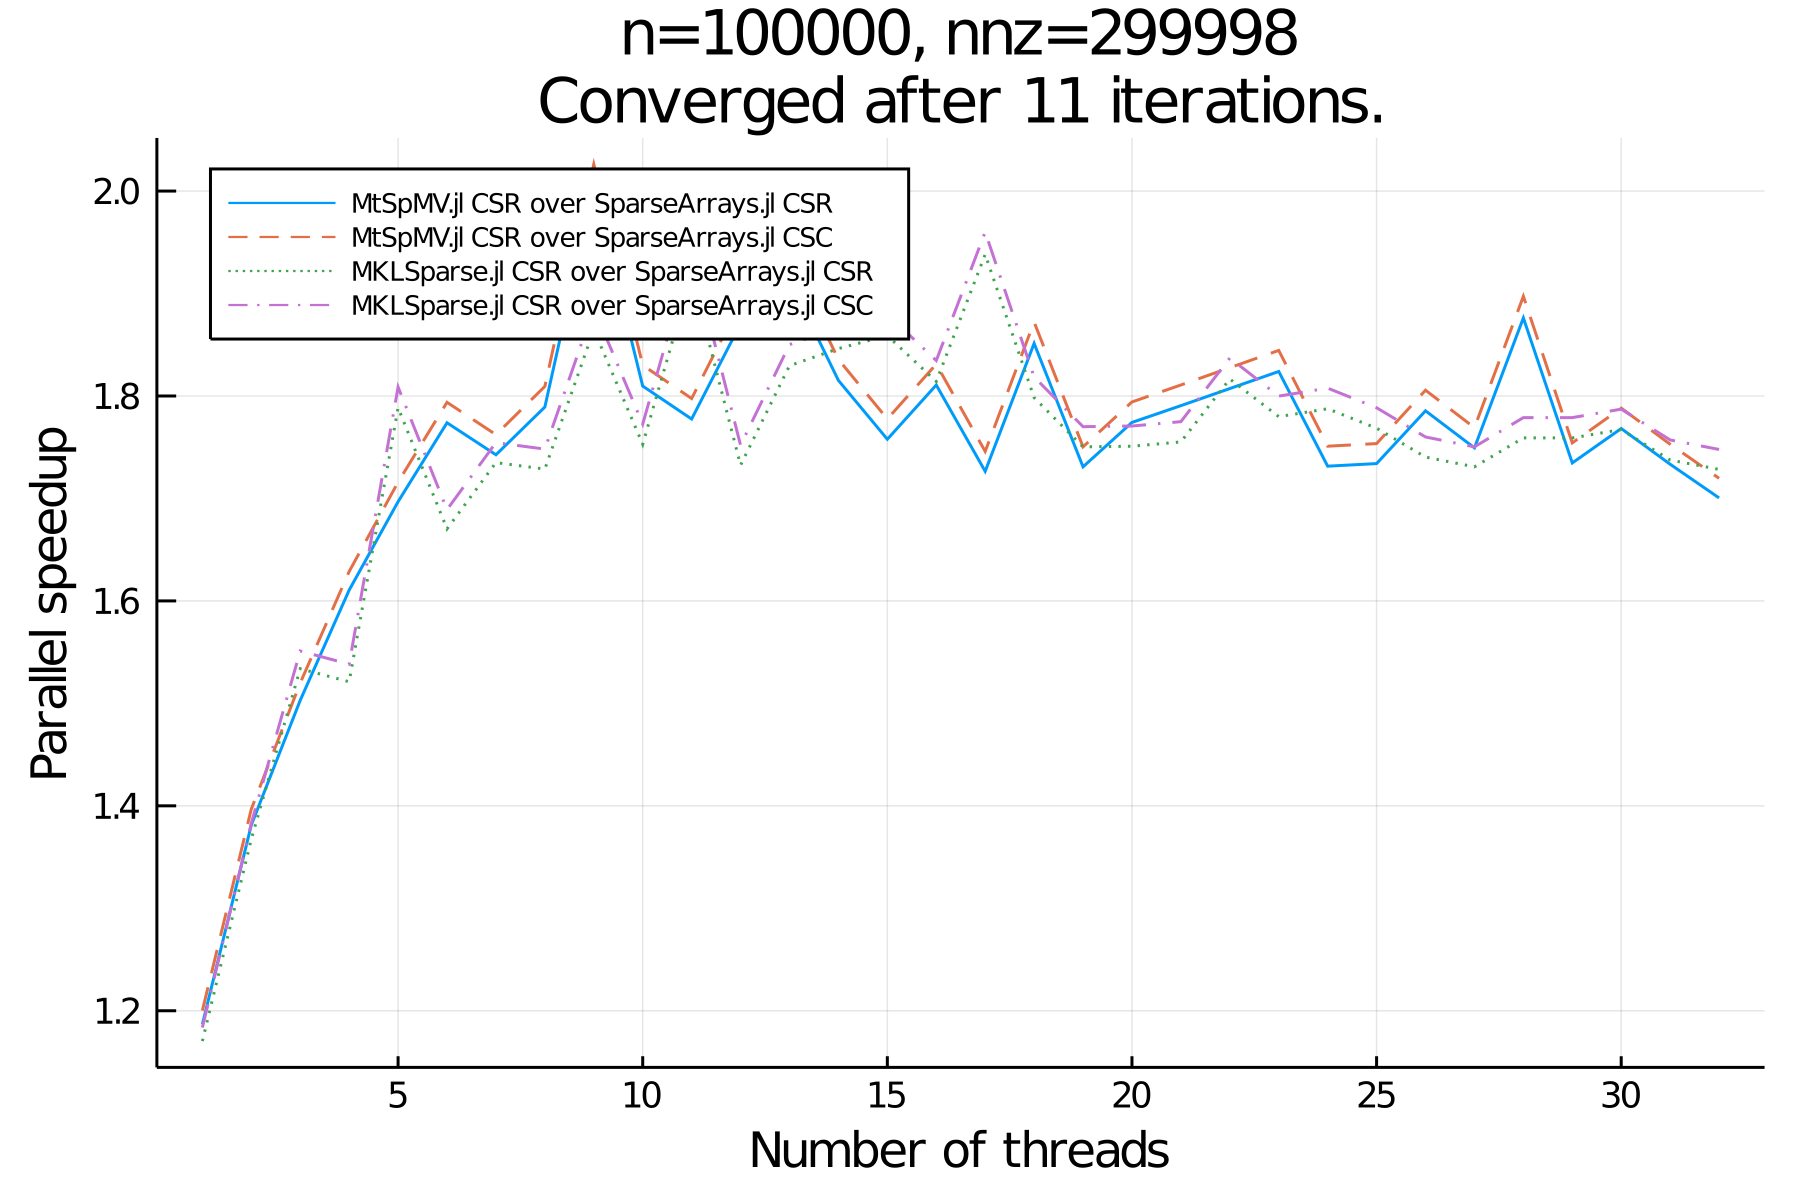 n=100000, nnz=299998
Converged after 11 iterations.
2.0
1.8
1.6
1.4
1.2
Parallel speedup
MtSpMV.jl CSR over SparseArrays.jl CSR
MtSpMV.jl CSR over SparseArrays.jl CSC
MKLSparse.jl CSR over SparseArrays.jl CSR
MKLSparse.jl CSR over SparseArrays.jl CSC
5 10 15 20 25 30
Number of threads